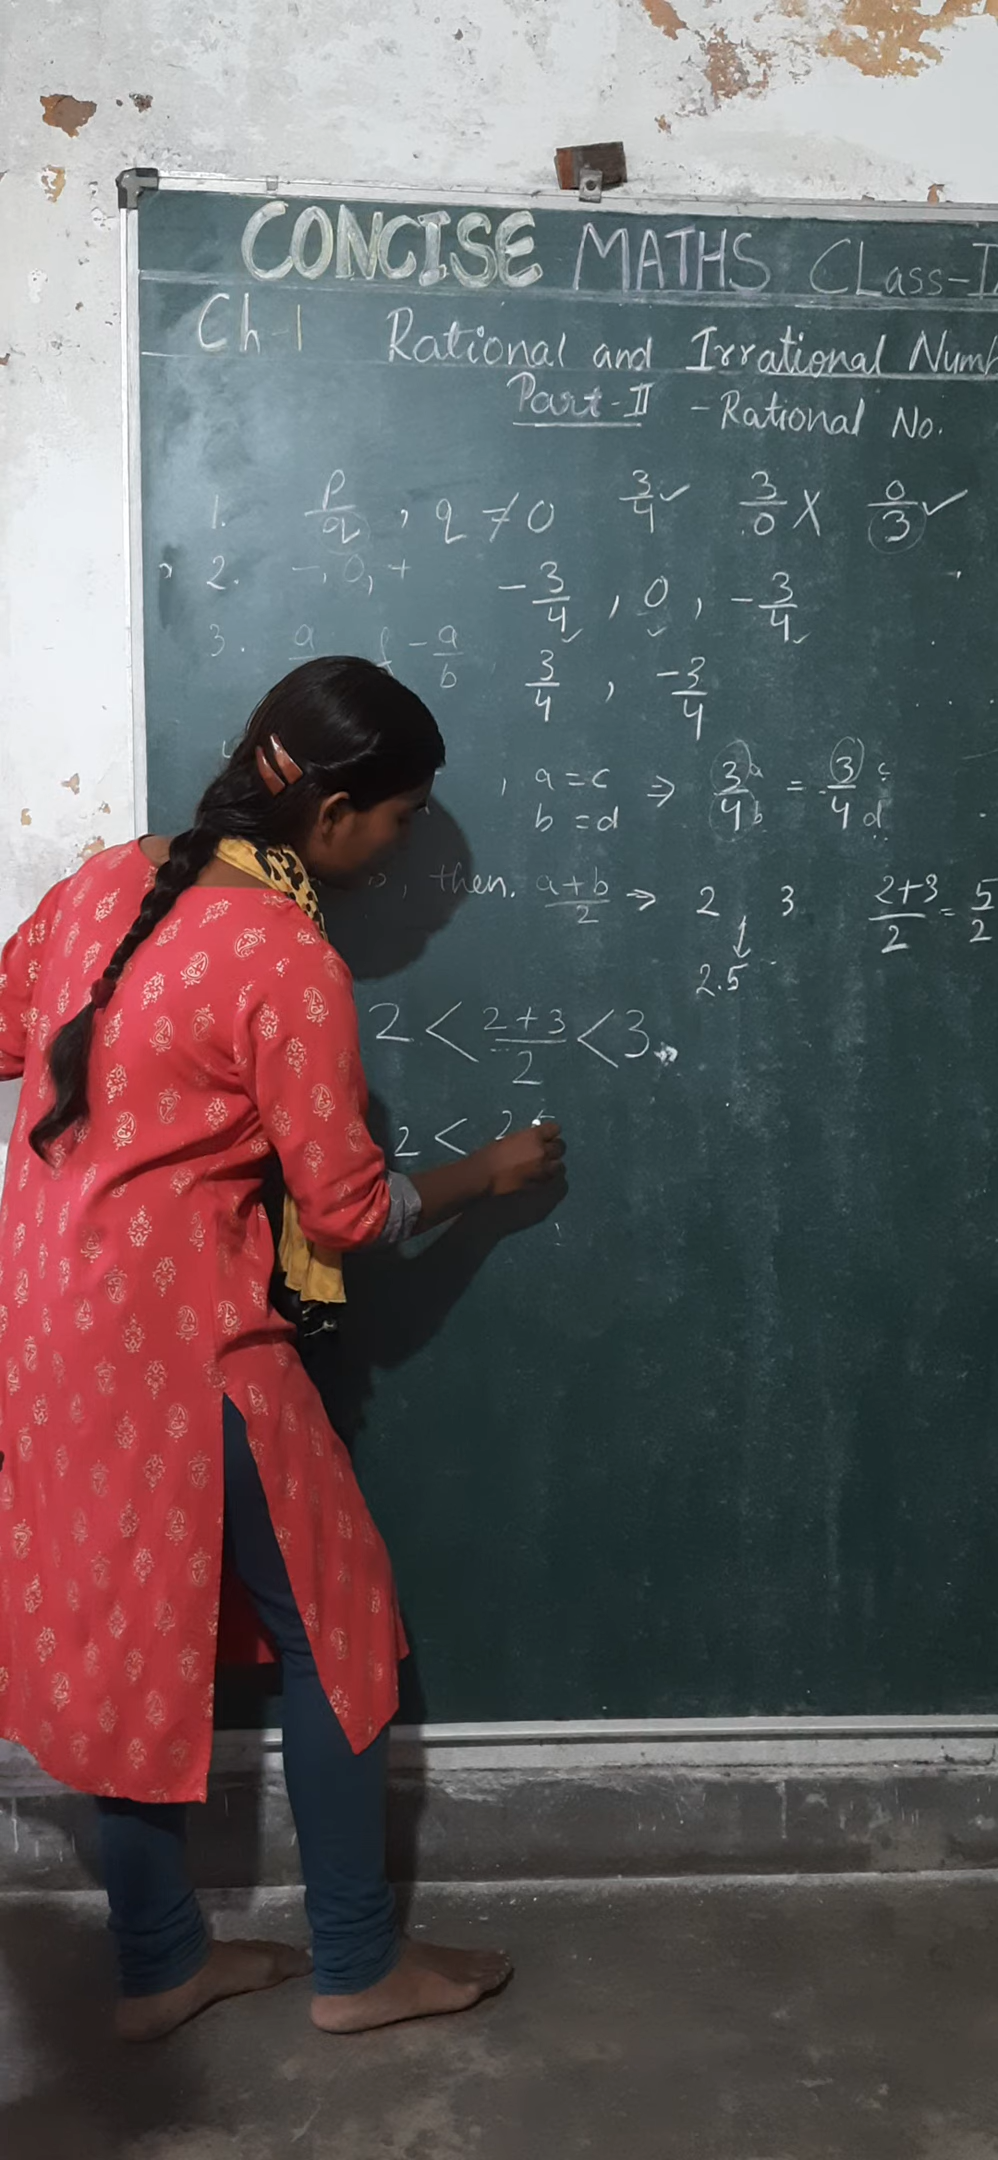 CONCISE MATHS CLass-I
Ch-1 Rational and Irrational Numb
Part-II - Rational No.
1. p/q , q ≠ 0 3/4 ✓ 3/0 X 0/3 ✓
2. -, 0, + -3/4 , 0 , -3/4
3. a -a/b 3/4 , -3/4
, a = c ⇒ 3/4 a b = 3/4 c d
b = d
, then. a+b/2 ⇒ 2 3 2+3/2 = 5/2
2.5
2 < 2+3/2 < 3
2 < 2.5